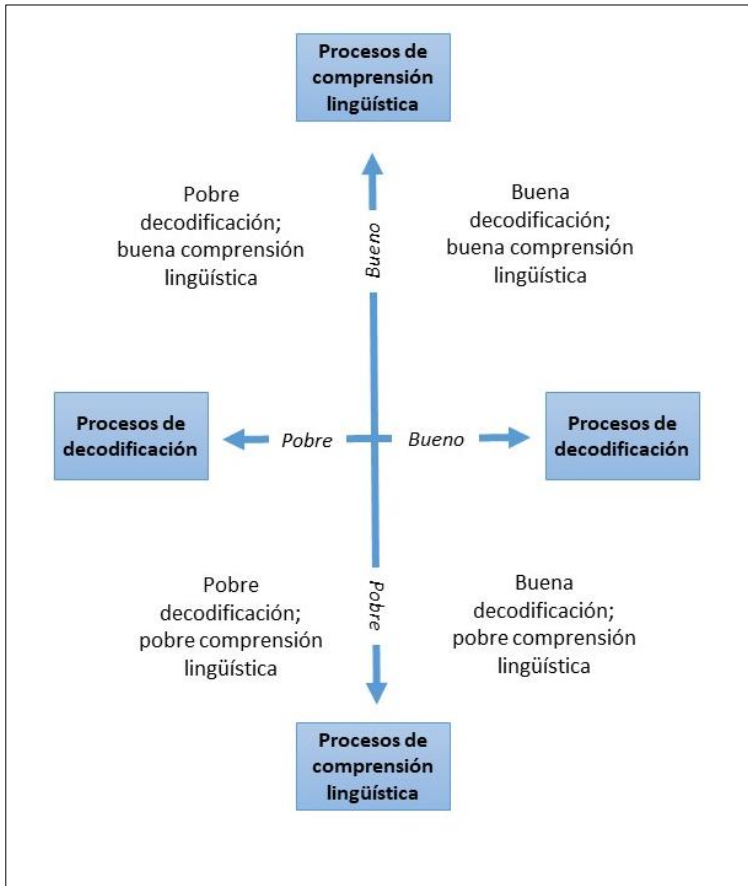 Procesos de
comprensión
lingüística
Pobre
decodificación;
buena comprensión
lingüística
Bueno
Buena
decodificación;
buena comprensión
lingüística
Procesos de
decodificación
Pobre
Bueno
Procesos de
decodificación
Pobre
decodificación;
pobre comprensión
lingüística
Pobre
Buena
decodificación;
pobre comprensión
lingüística
Procesos de
comprensión
lingüística